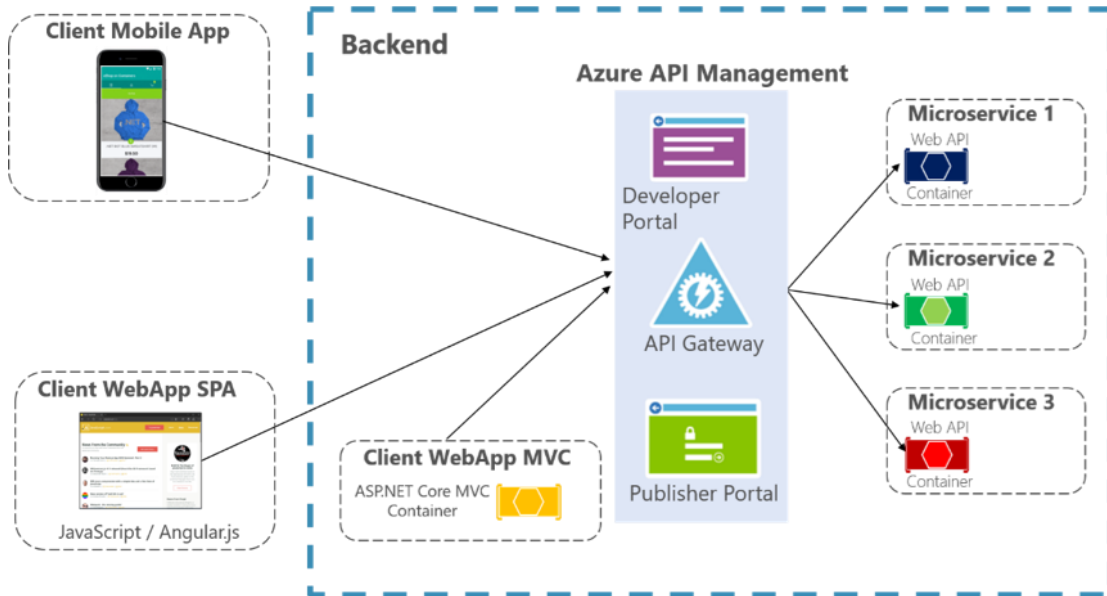 Client Mobile App
.NET
Backend
Azure API Management
Developer
Portal
API Gateway
Publisher Portal
Microservice 1
Web API
Container
Microservice 2
Web API
Container
Microservice 3
Web API
Container
Client WebApp SPA
JavaScript / Angular.js
Client WebApp MVC
ASP.NET Core MVC
Container